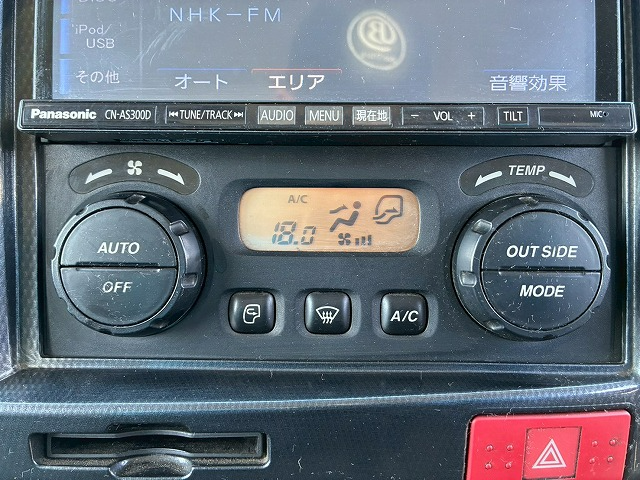 NHK-FM
iPod/
USB
その他
オート エリア 音響効果
Panasonic CN-AS300D TUNE/TRACK AUDIO MENU 現在地 − VOL + TILT MIC
TEMP
A/C
18.0
AUTO
OFF
OUT SIDE
MODE
A/C